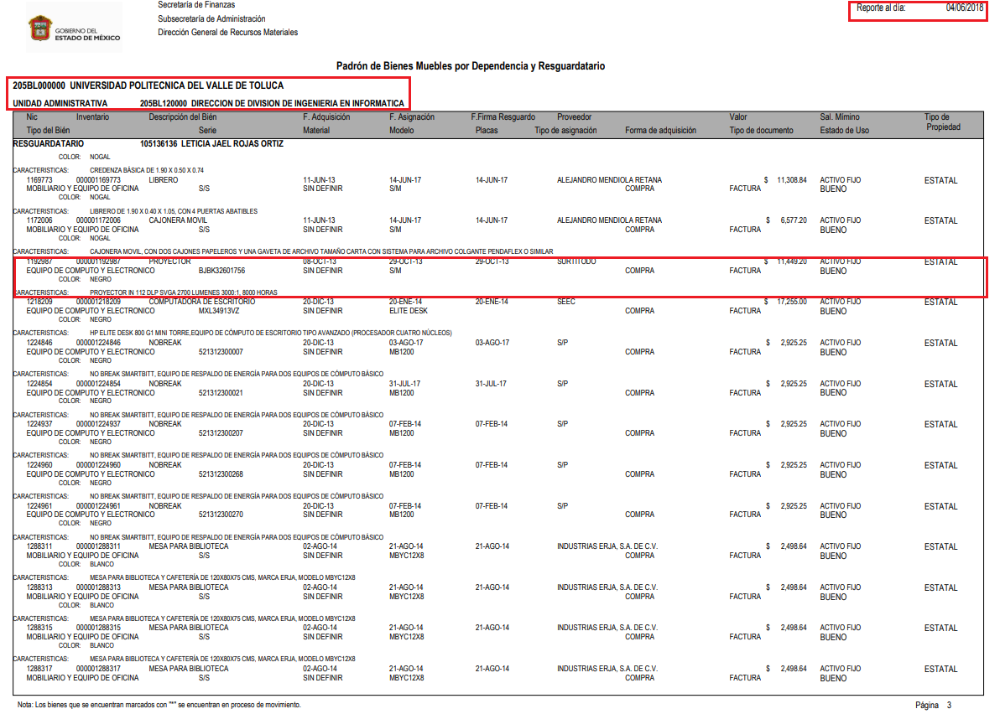 Secretaría de Finanzas
Subsecretaría de Administración
Dirección General de Recursos Materiales
GOBIERNO DEL
ESTADO DE MÉXICO
Reporte al día: 04/06/2018
Padrón de Bienes Muebles por Dependencia y Resguardatario
205BL000000 UNIVERSIDAD POLITECNICA DEL VALLE DE TOLUCA
UNIDAD ADMINISTRATIVA 205BL120000 DIRECCION DE DIVISION DE INGENIERIA EN INFORMATICA
Nic Inventario Descripción del Bién F. Adquisición F. Asignación F.Firma Resguardo Proveedor Valor Sal. Mímino Tipo de
Tipo del Bién Serie Material Modelo Placas Tipo de asignación Forma de adquisición Tipo de documento Estado de Uso Propiedad
RESGUARDATARIO 105136136 LETICIA JAEL ROJAS ORTIZ
COLOR: NOGAL
CARACTERISTICAS: CREDENZA BÁSICA DE 1.90 X 0.50 X 0.74
1169773 000001169773 LIBRERO 11-JUN-13 14-JUN-17 14-JUN-17 ALEJANDRO MENDIOLA RETANA $ 11,308.84 ACTIVO FIJO ESTATAL
MOBILIARIO Y EQUIPO DE OFICINA S/S SIN DEFINIR S/M COMPRA FACTURA BUENO
COLOR: NOGAL
CARACTERISTICAS: LIBRERO DE 1.90 X 0.40 X 1.05, CON 4 PUERTAS ABATIBLES
1172006 000001172006 CAJONERA MOVIL 11-JUN-13 14-JUN-17 14-JUN-17 ALEJANDRO MENDIOLA RETANA $ 6,577.20 ACTIVO FIJO ESTATAL
MOBILIARIO Y EQUIPO DE OFICINA S/S SIN DEFINIR S/M COMPRA FACTURA BUENO
COLOR: NOGAL
CARACTERISTICAS: CAJONERA MOVIL, CON DOS CAJONES PAPELEROS Y UNA GAVETA DE ARCHIVO TAMAÑO CARTA CON SISTEMA PARA ARCHIVO COLGANTE PENDAFLEX O SIMILAR
1192987 000001192987 PROYECTOR 08-OCT-13 29-OCT-13 29-OCT-13 SURTITODO $ 11,449.20 ACTIVO FIJO ESTATAL
EQUIPO DE COMPUTO Y ELECTRONICO BJBK32601756 SIN DEFINIR S/M COMPRA FACTURA BUENO
COLOR: NEGRO
CARACTERISTICAS: PROYECTOR IN 112 DLP SVGA 2700 LUMENES 3000:1, 8000 HORAS
1218209 000001218209 COMPUTADORA DE ESCRITORIO 20-DIC-13 20-ENE-14 20-ENE-14 SEEC $ 17,255.00 ACTIVO FIJO ESTATAL
EQUIPO DE COMPUTO Y ELECTRONICO MXL34913VZ SIN DEFINIR ELITE DESK COMPRA FACTURA BUENO
COLOR: NEGRO
CARACTERISTICAS: HP ELITE DESK 800 G1 MINI TORRE,EQUIPO DE CÓMPUTO DE ESCRITORIO TIPO AVANZADO (PROCESADOR CUATRO NÚCLEOS)
1224846 000001224846 NOBREAK 20-DIC-13 03-AGO-17 03-AGO-17 S/P $ 2,925.25 ACTIVO FIJO ESTATAL
EQUIPO DE COMPUTO Y ELECTRONICO 521312300007 SIN DEFINIR MB1200 COMPRA FACTURA BUENO
COLOR: NEGRO
CARACTERISTICAS: NO BREAK SMARTBITT, EQUIPO DE RESPALDO DE ENERGÍA PARA DOS EQUIPOS DE CÓMPUTO BÁSICO
1224854 000001224854 NOBREAK 20-DIC-13 31-JUL-17 31-JUL-17 S/P $ 2,925.25 ACTIVO FIJO ESTATAL
EQUIPO DE COMPUTO Y ELECTRONICO 521312300021 SIN DEFINIR MB1200 COMPRA FACTURA BUENO
COLOR: NEGRO
CARACTERISTICAS: NO BREAK SMARTBITT, EQUIPO DE RESPALDO DE ENERGÍA PARA DOS EQUIPOS DE CÓMPUTO BÁSICO
1224937 000001224937 NOBREAK 20-DIC-13 07-FEB-14 07-FEB-14 S/P $ 2,925.25 ACTIVO FIJO ESTATAL
EQUIPO DE COMPUTO Y ELECTRONICO 521312300207 SIN DEFINIR MB1200 COMPRA FACTURA BUENO
COLOR: NEGRO
CARACTERISTICAS: NO BREAK SMARTBITT, EQUIPO DE RESPALDO DE ENERGÍA PARA DOS EQUIPOS DE CÓMPUTO BÁSICO
1224960 000001224960 NOBREAK 20-DIC-13 07-FEB-14 07-FEB-14 S/P $ 2,925.25 ACTIVO FIJO ESTATAL
EQUIPO DE COMPUTO Y ELECTRONICO 521312300268 SIN DEFINIR MB1200 COMPRA FACTURA BUENO
COLOR: NEGRO
CARACTERISTICAS: NO BREAK SMARTBITT, EQUIPO DE RESPALDO DE ENERGÍA PARA DOS EQUIPOS DE CÓMPUTO BÁSICO
1224961 000001224961 NOBREAK 20-DIC-13 07-FEB-14 07-FEB-14 S/P $ 2,925.25 ACTIVO FIJO ESTATAL
EQUIPO DE COMPUTO Y ELECTRONICO 521312300270 SIN DEFINIR MB1200 COMPRA FACTURA BUENO
COLOR: NEGRO
CARACTERISTICAS: NO BREAK SMARTBITT, EQUIPO DE RESPALDO DE ENERGÍA PARA DOS EQUIPOS DE CÓMPUTO BÁSICO
1288311 000001288311 MESA PARA BIBLIOTECA 02-AGO-14 21-AGO-14 21-AGO-14 INDUSTRIAS ERJA, S.A. DE C.V. $ 2,498.64 ACTIVO FIJO ESTATAL
MOBILIARIO Y EQUIPO DE OFICINA S/S SIN DEFINIR MBYC12X8 COMPRA FACTURA BUENO
COLOR: BLANCO
CARACTERISTICAS: MESA PARA BIBLIOTECA Y CAFETERÍA DE 120X80X75 CMS, MARCA ERJA, MODELO MBYC12X8
1288313 000001288313 MESA PARA BIBLIOTECA 02-AGO-14 21-AGO-14 21-AGO-14 INDUSTRIAS ERJA, S.A. DE C.V. $ 2,498.64 ACTIVO FIJO ESTATAL
MOBILIARIO Y EQUIPO DE OFICINA S/S SIN DEFINIR MBYC12X8 COMPRA FACTURA BUENO
COLOR: BLANCO
CARACTERISTICAS: MESA PARA BIBLIOTECA Y CAFETERÍA DE 120X80X75 CMS, MARCA ERJA, MODELO MBYC12X8
1288315 000001288315 MESA PARA BIBLIOTECA 02-AGO-14 21-AGO-14 21-AGO-14 INDUSTRIAS ERJA, S.A. DE C.V. $ 2,498.64 ACTIVO FIJO ESTATAL
MOBILIARIO Y EQUIPO DE OFICINA S/S SIN DEFINIR MBYC12X8 COMPRA FACTURA BUENO
COLOR: BLANCO
CARACTERISTICAS: MESA PARA BIBLIOTECA Y CAFETERÍA DE 120X80X75 CMS, MARCA ERJA, MODELO MBYC12X8
1288317 000001288317 MESA PARA BIBLIOTECA 02-AGO-14 21-AGO-14 21-AGO-14 INDUSTRIAS ERJA, S.A. DE C.V. $ 2,498.64 ACTIVO FIJO ESTATAL
MOBILIARIO Y EQUIPO DE OFICINA S/S SIN DEFINIR MBYC12X8 COMPRA FACTURA BUENO
Nota: Los bienes que se encuentran marcados con "*" se encuentran en proceso de movimiento.
Página 3